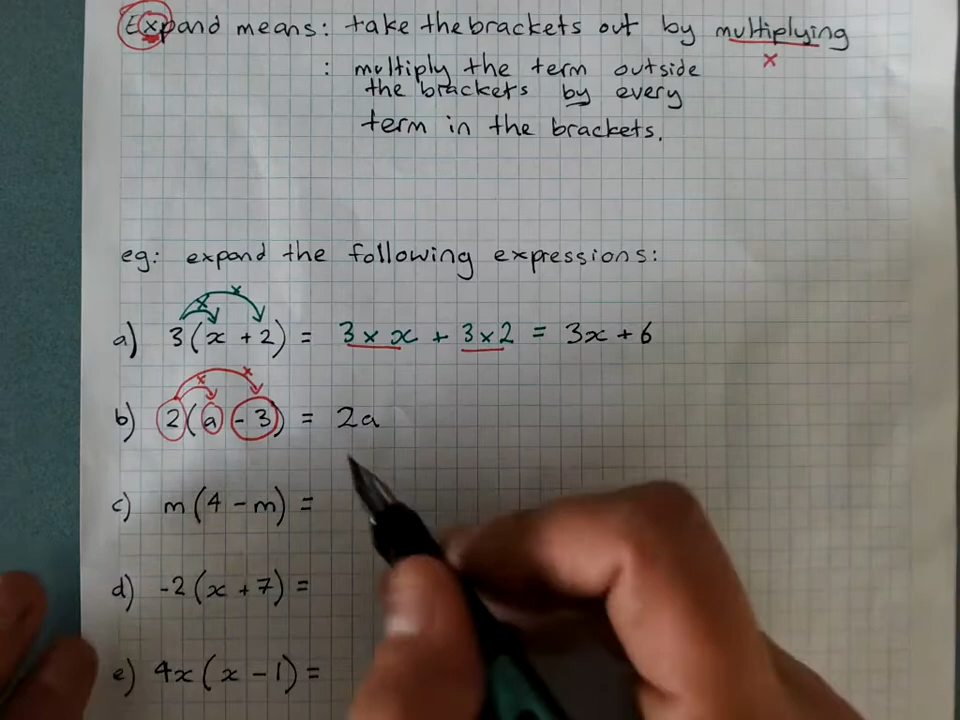 Expand means: take the brackets out by multiplying
×
: multiply the term outside
the brackets by every
term in the brackets.
eg: expand the following expressions:
× ×
a) 3(x + 2) = 3 × x + 3 × 2 = 3x + 6
× ×
b) 2(a - 3) = 2a
c) m(4 - m) =
d) -2(x + 7) =
e) 4x(x - 1) =